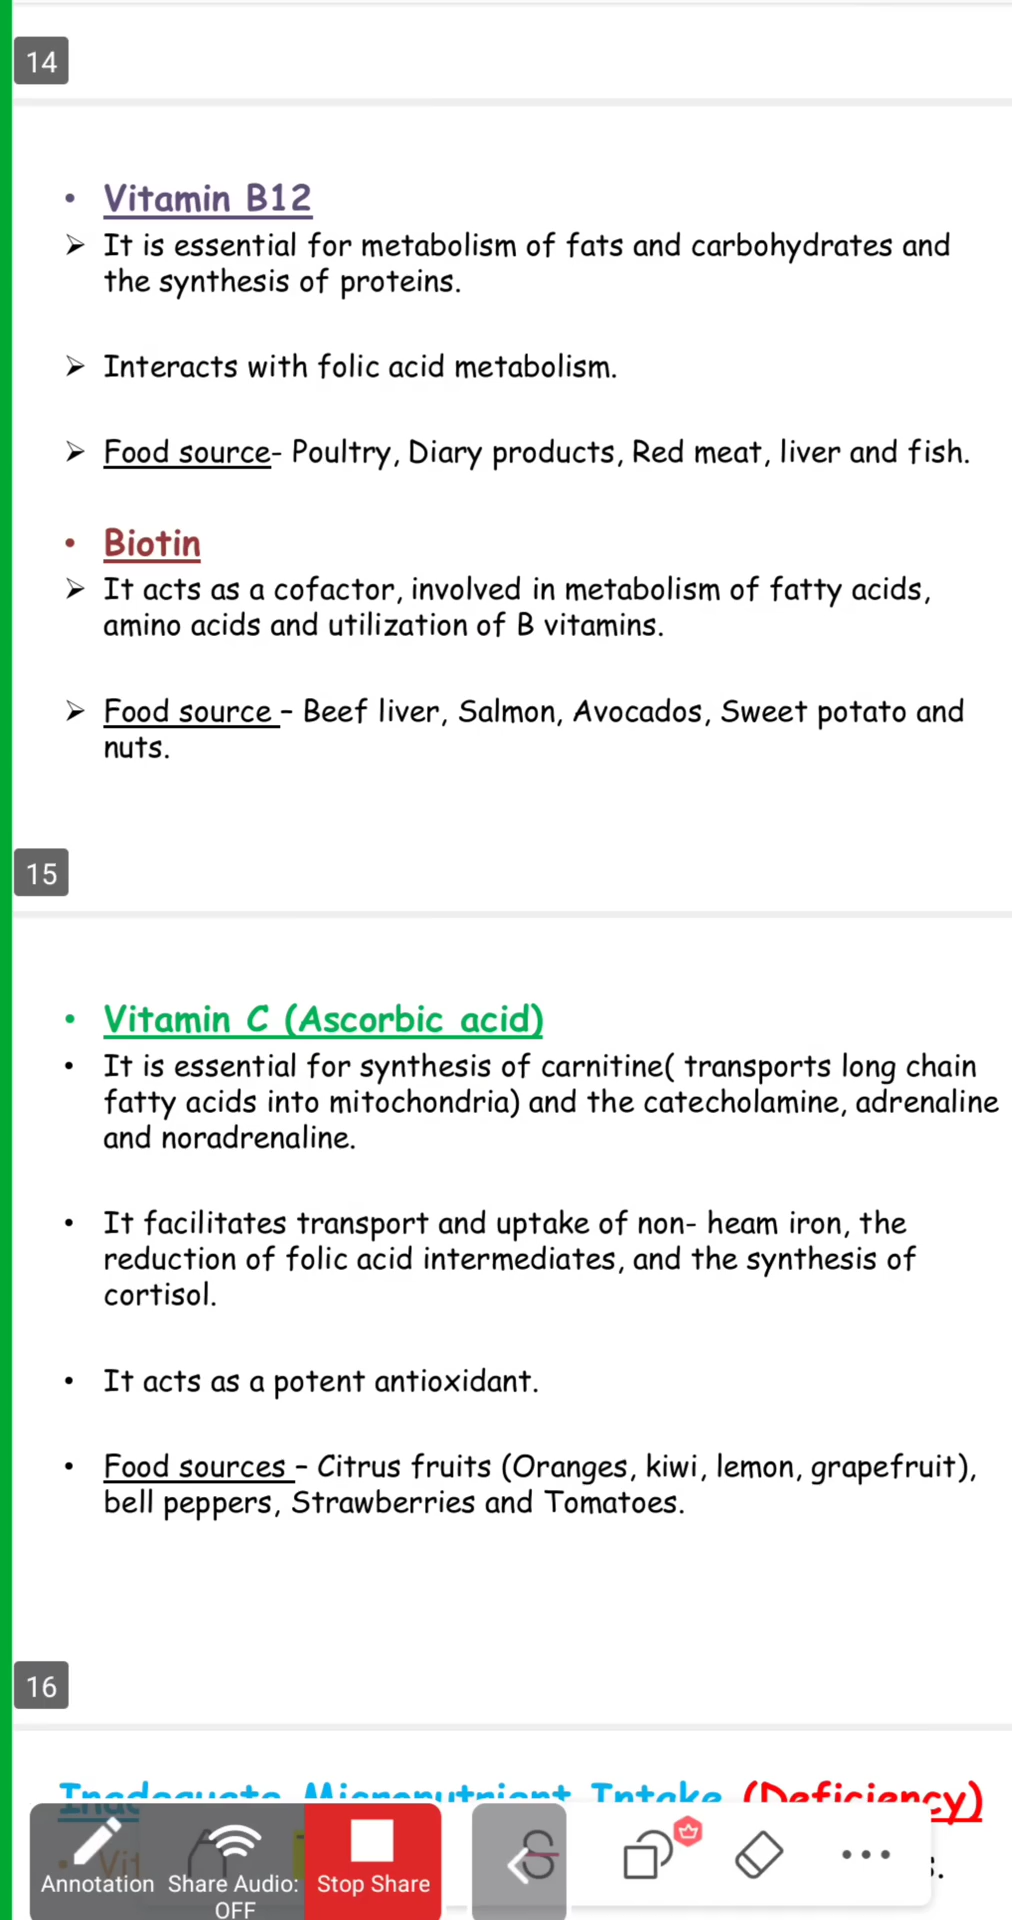 14
• Vitamin B12
➢ It is essential for metabolism of fats and carbohydrates and
the synthesis of proteins.
➢ Interacts with folic acid metabolism.
➢ Food source- Poultry, Diary products, Red meat, liver and fish.
• Biotin
➢ It acts as a cofactor, involved in metabolism of fatty acids,
amino acids and utilization of B vitamins.
➢ Food source – Beef liver, Salmon, Avocados, Sweet potato and
nuts.
15
• Vitamin C (Ascorbic acid)
• It is essential for synthesis of carnitine( transports long chain
fatty acids into mitochondria) and the catecholamine, adrenaline
and noradrenaline.
• It facilitates transport and uptake of non- heam iron, the
reduction of folic acid intermediates, and the synthesis of
cortisol.
• It acts as a potent antioxidant.
• Food sources – Citrus fruits (Oranges, kiwi, lemon, grapefruit),
bell peppers, Strawberries and Tomatoes.
16
Inadequate Micronutrient Intake (Deficiency)
Annotation Share Audio: Stop Share
OFF